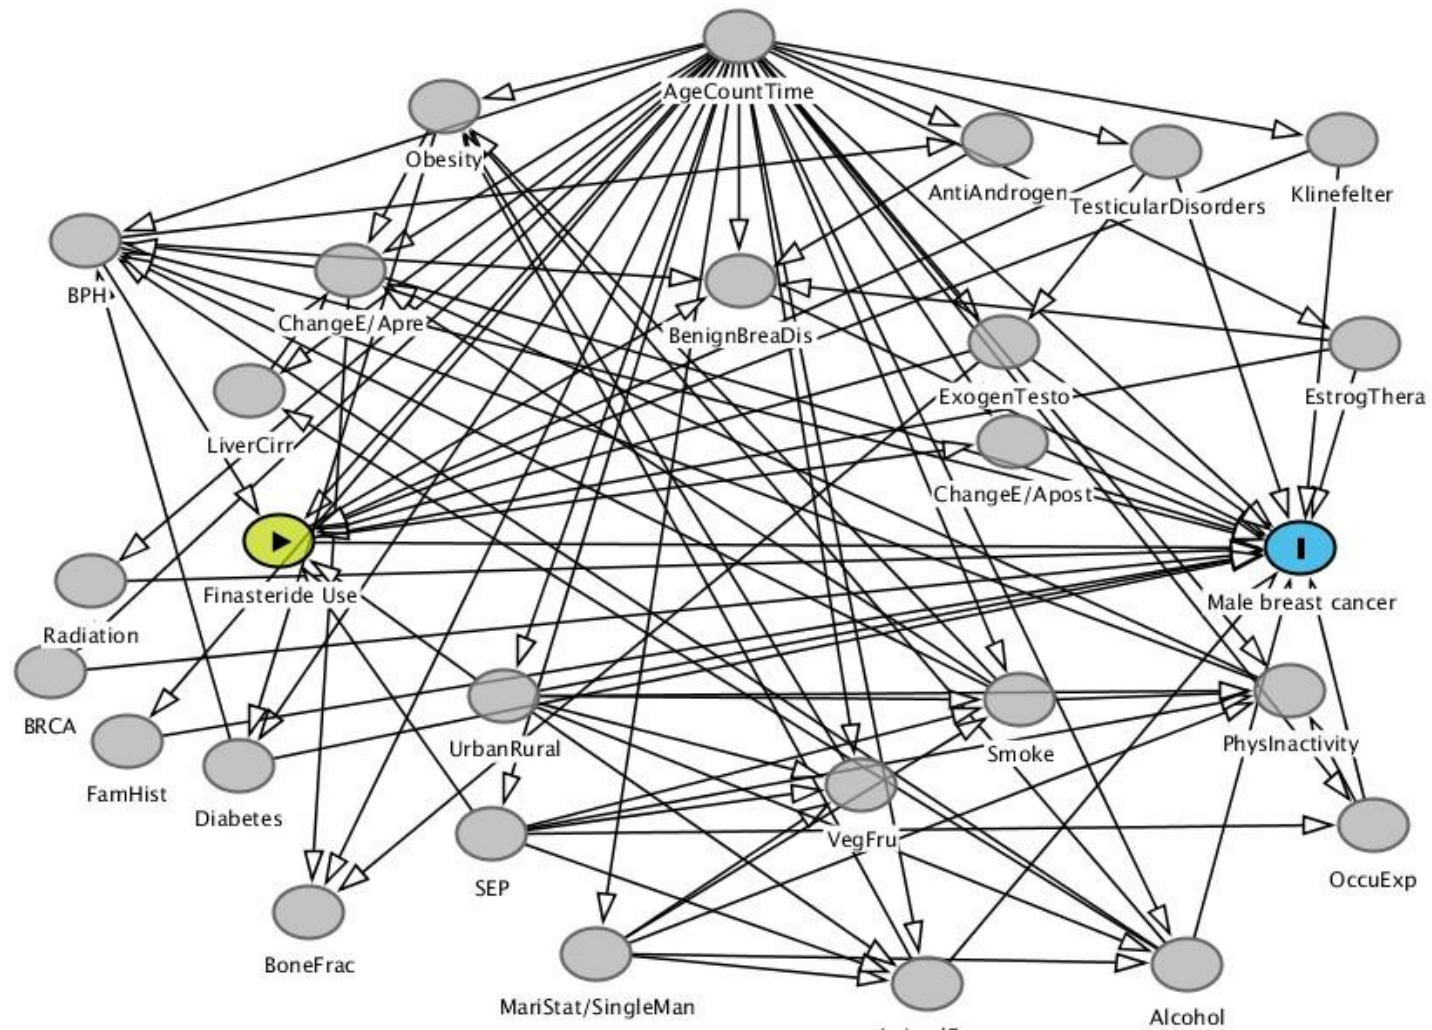 AgeCountTime
Obesity
AntiAndrogen
TesticularDisorders
Klinefelter
BPH
ChangeE/Apre
BenignBreaDis
ExogenTesto
EstrogThera
LiverCirr
ChangeE/Apost
Finasteride Use
Male breast cancer
Radiation
BRCA
UrbanRural
Smoke
PhysInactivity
FamHist
Diabetes
VegFru
SEP
OccuExp
BoneFrac
MariStat/SingleMan
Alcohol